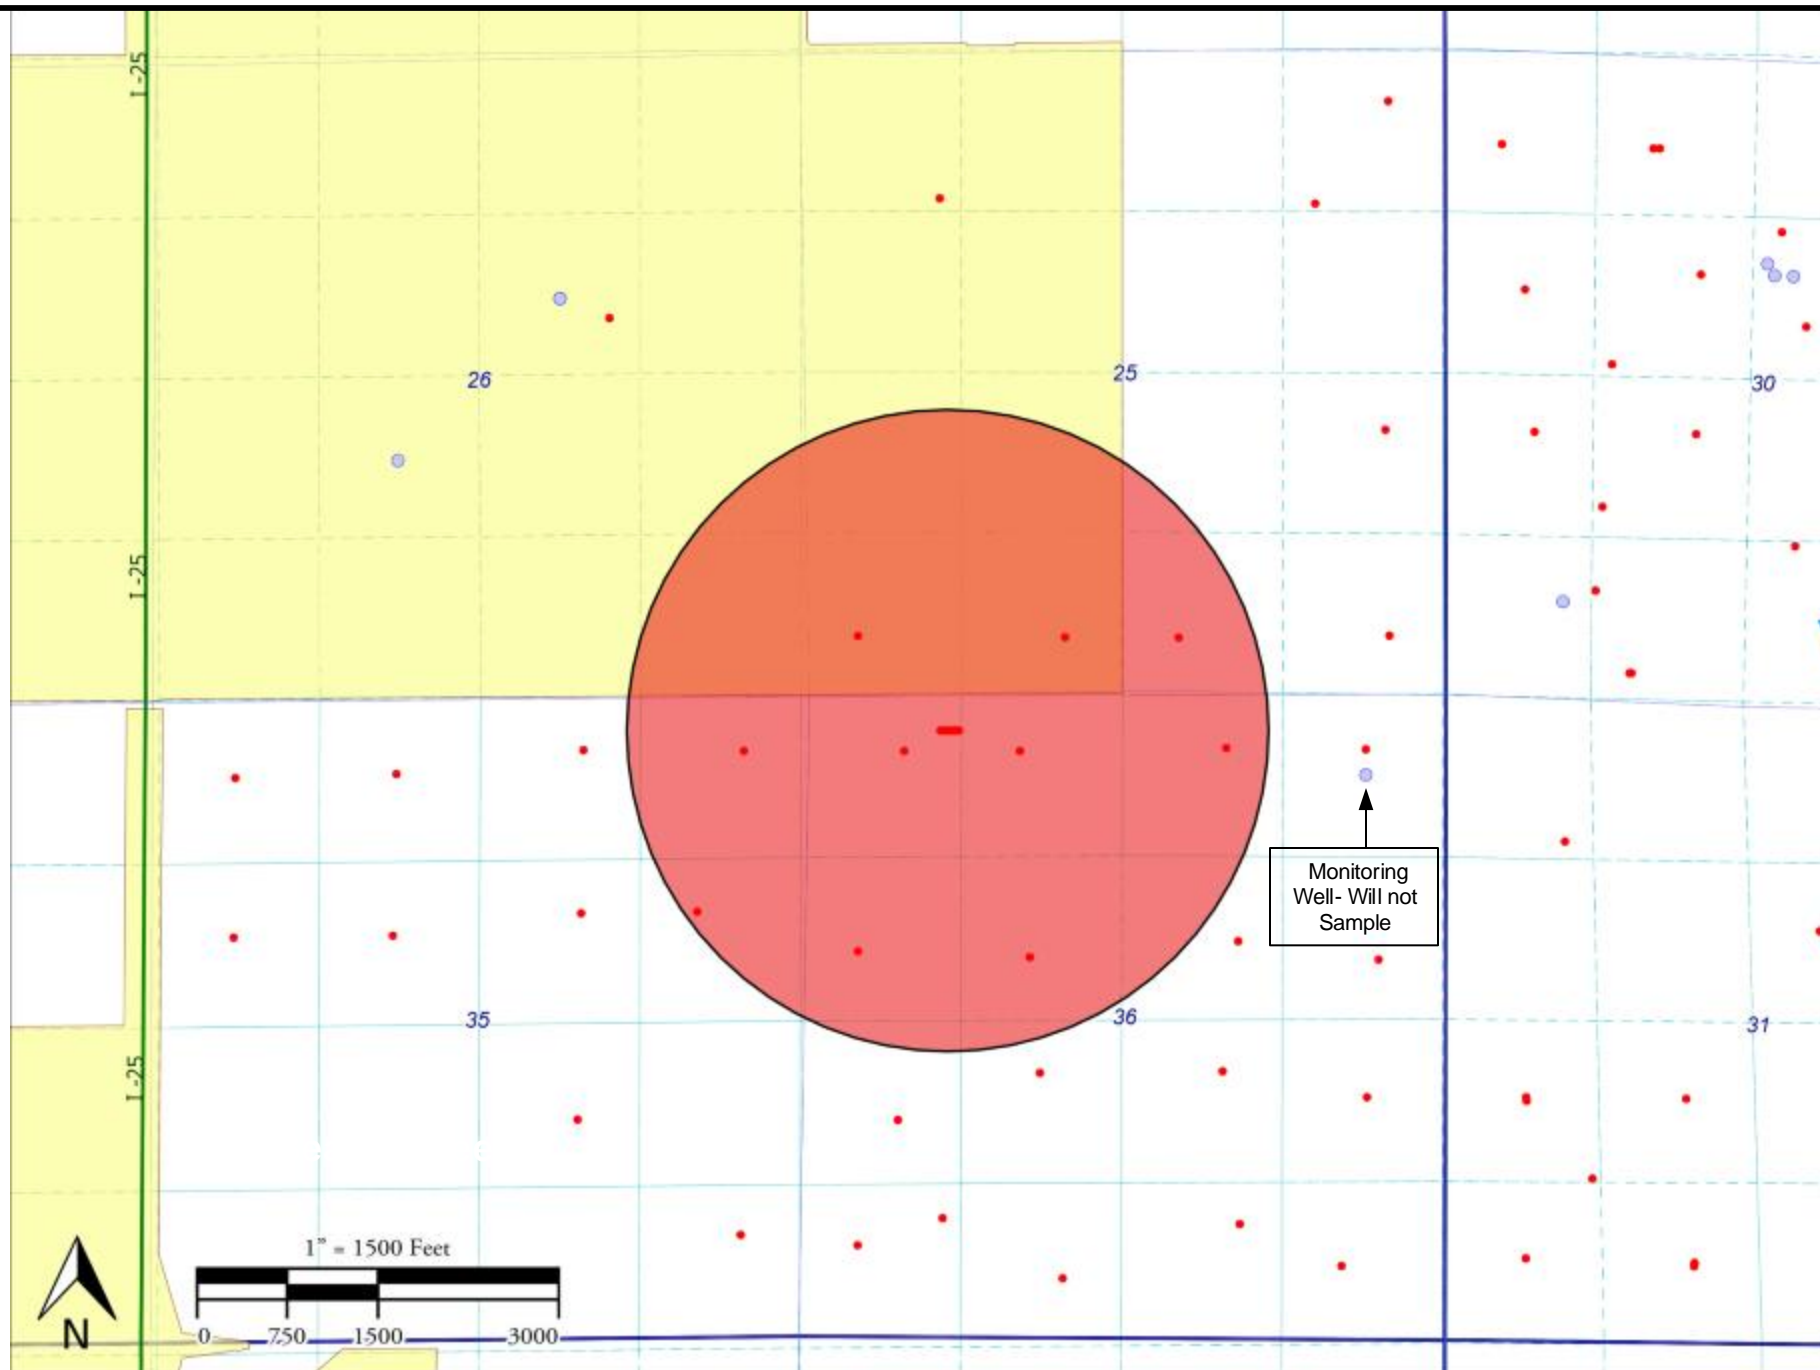 I-25
26
25
30
I-25
Monitoring
Well- Will not
Sample
35
36
31
I-25
1" = 1500 Feet
0 750 1500 3000
N